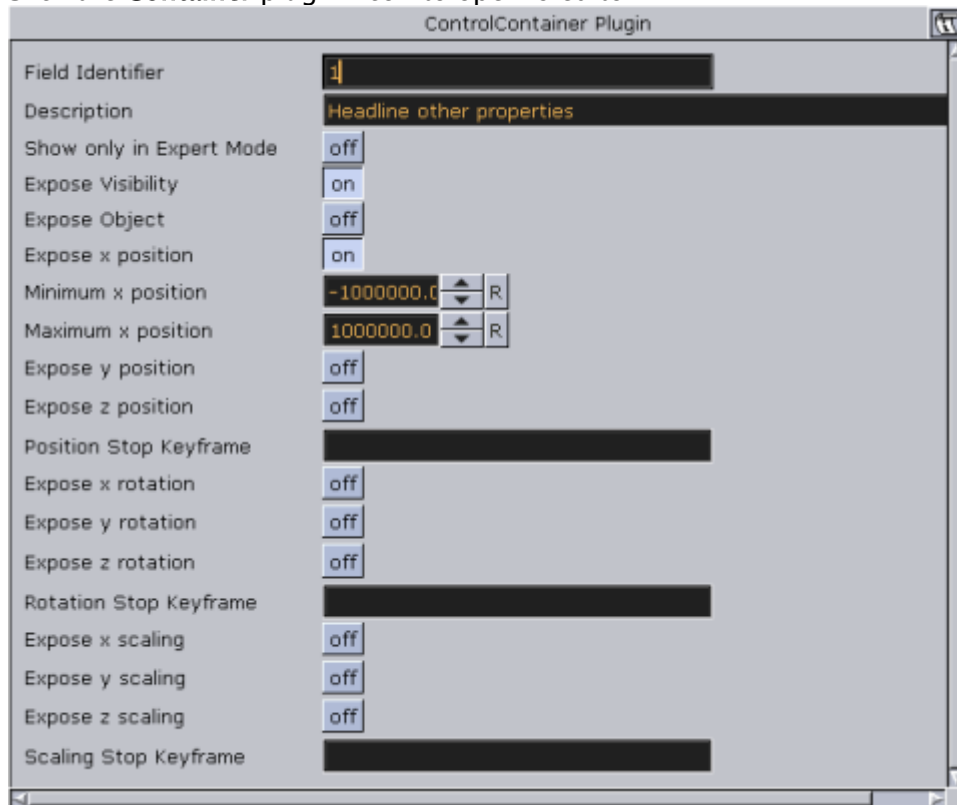 ControlContainer Plugin
Field Identifier 1
Description Headline other properties
Show only in Expert Mode off
Expose Visibility on
Expose Object off
Expose x position on
Minimum x position -1000000.0 R
Maximum x position 1000000.0 R
Expose y position off
Expose z position off
Position Stop Keyframe
Expose x rotation off
Expose y rotation off
Expose z rotation off
Rotation Stop Keyframe
Expose x scaling off
Expose y scaling off
Expose z scaling off
Scaling Stop Keyframe